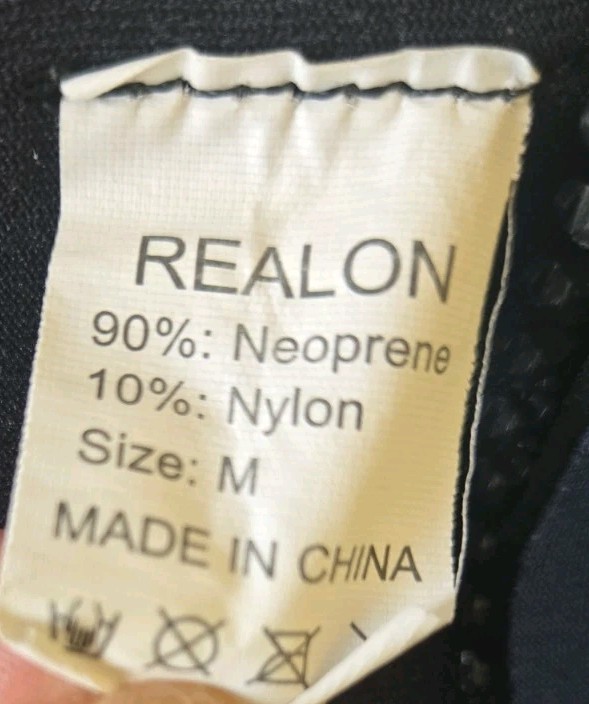 REALON
90%: Neoprene
10%: Nylon
Size: M
MADE IN CHINA